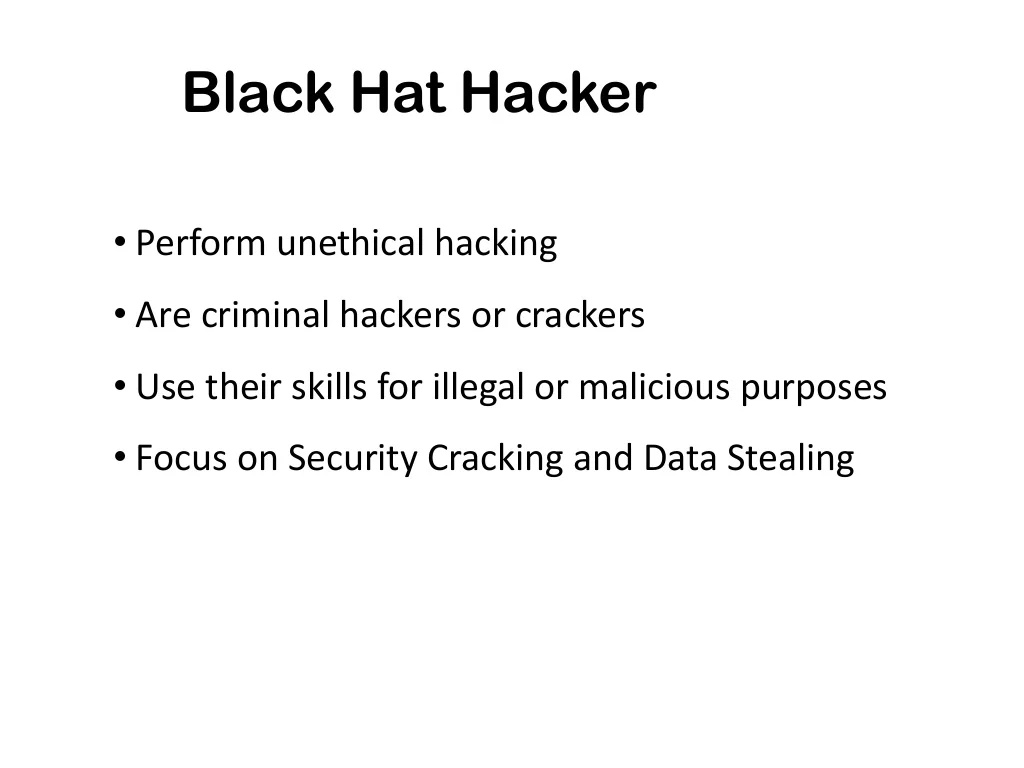 Black Hat Hacker
• Perform unethical hacking
• Are criminal hackers or crackers
• Use their skills for illegal or malicious purposes
• Focus on Security Cracking and Data Stealing